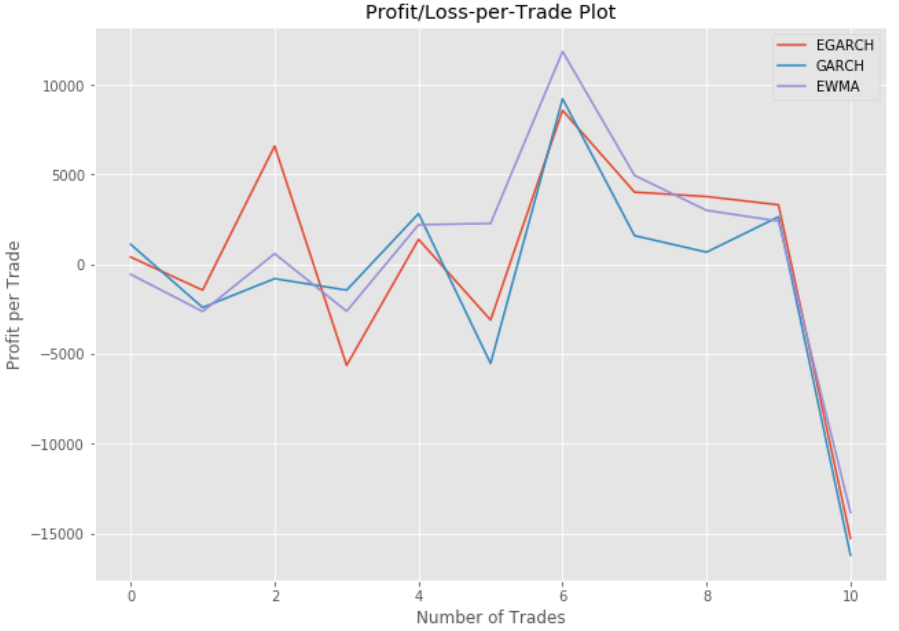 Profit/Loss-per-Trade Plot
EGARCH
GARCH
EWMA
10000
5000
0
−5000
−10000
−15000
Profit per Trade
0 2 4 6 8 10
Number of Trades